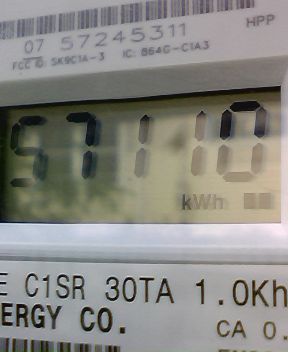 HPP
07 57245311
FCC ID: SK9C1A-3 IC: 864G-C1A3
57110
kWh
E C1SR 30TA 1.0Kh
ERGY CO.
CA 0.